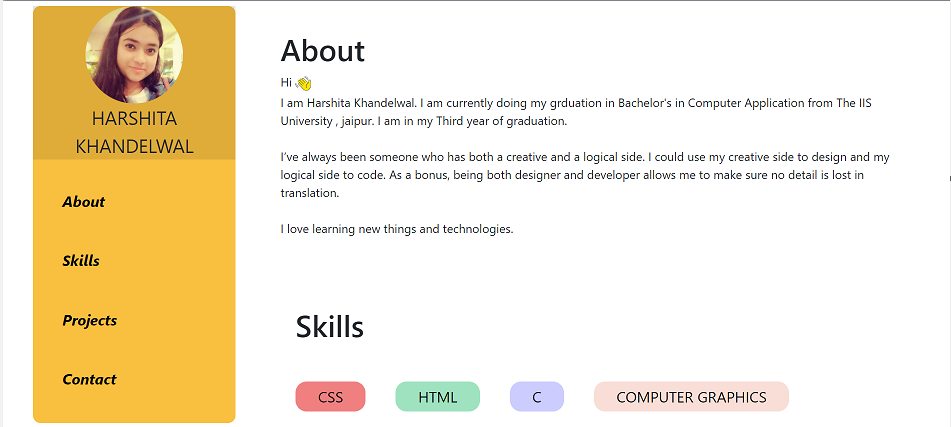 HARSHITA
KHANDELWAL
About
Skills
Projects
Contact
About
Hi 👋
I am Harshita Khandelwal. I am currently doing my grduation in Bachelor's in Computer Application from The IIS
University , jaipur. I am in my Third year of graduation.
I've always been someone who has both a creative and a logical side. I could use my creative side to design and my
logical side to code. As a bonus, being both designer and developer allows me to make sure no detail is lost in
translation.
I love learning new things and technologies.
Skills
CSS
HTML
C
COMPUTER GRAPHICS